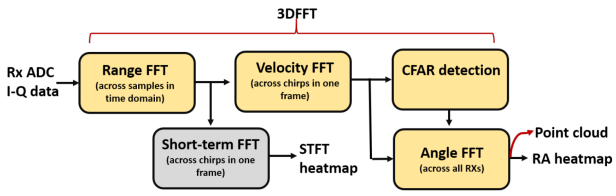 3DFFT
Rx ADC
I-Q data
Range FFT
(across samples in
time domain)
Velocity FFT
(across chirps in one
frame)
CFAR detection
Short-term FFT
(across chirps in one
frame)
STFT
heatmap
Angle FFT
(across all RXs)
Point cloud
RA heatmap